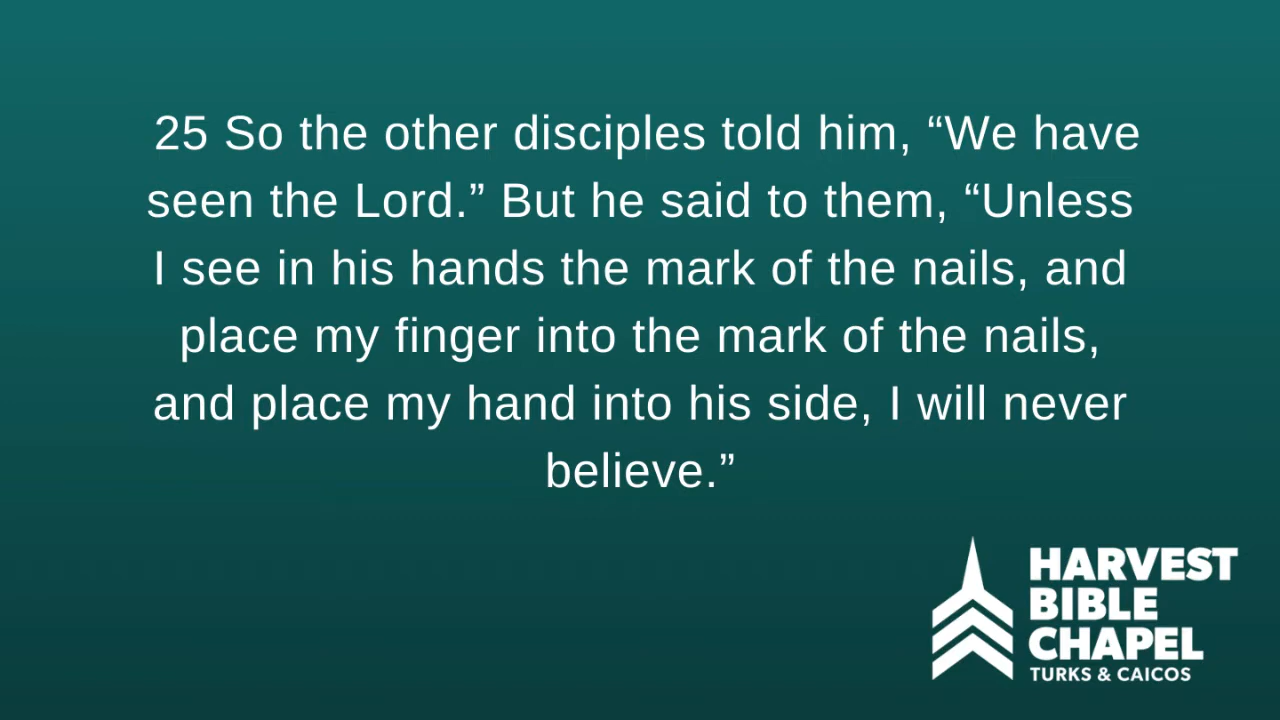 25 So the other disciples told him, “We have
seen the Lord.” But he said to them, “Unless
I see in his hands the mark of the nails, and
place my finger into the mark of the nails,
and place my hand into his side, I will never
believe.”
HARVEST
BIBLE
CHAPEL
TURKS & CAICOS